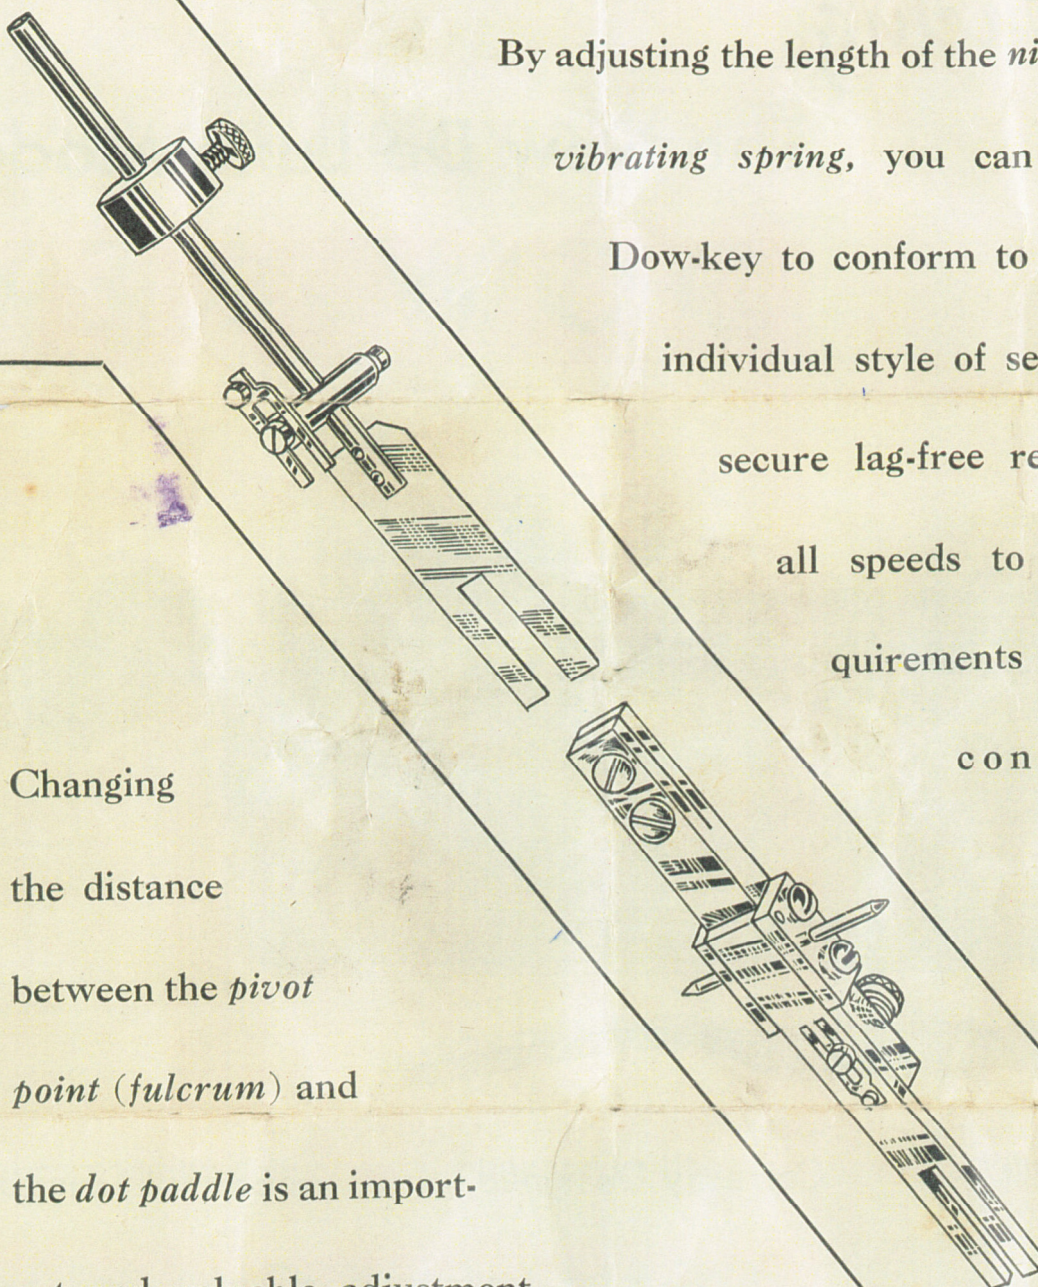 By adjusting the length of the
vibrating spring, you can
Dow-key to conform to
individual style of
secure lag-free
all speeds to
quirements
con
Changing
the distance
between the pivot
point (fulcrum) and
the dot paddle is an import-
adjustment